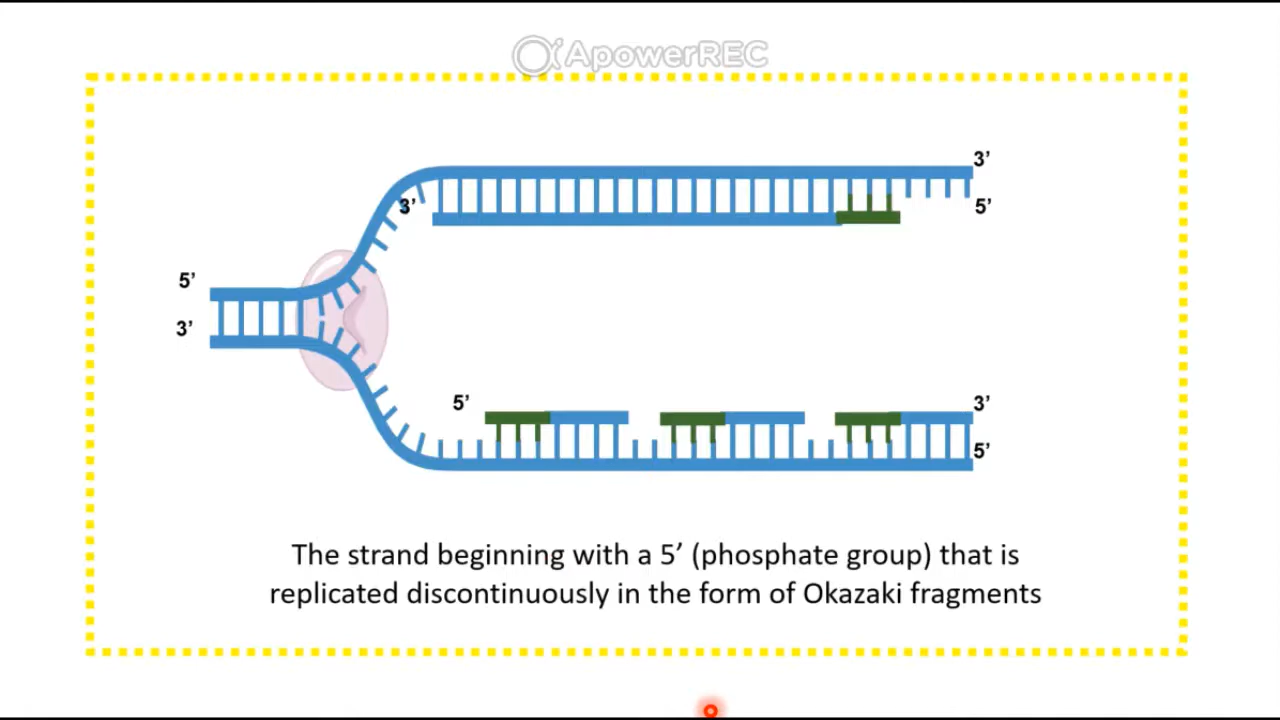 ApowerREC
3’
3’
5’
5’
3’
5’
3’
5’
The strand beginning with a 5’ (phosphate group) that is
replicated discontinuously in the form of Okazaki fragments